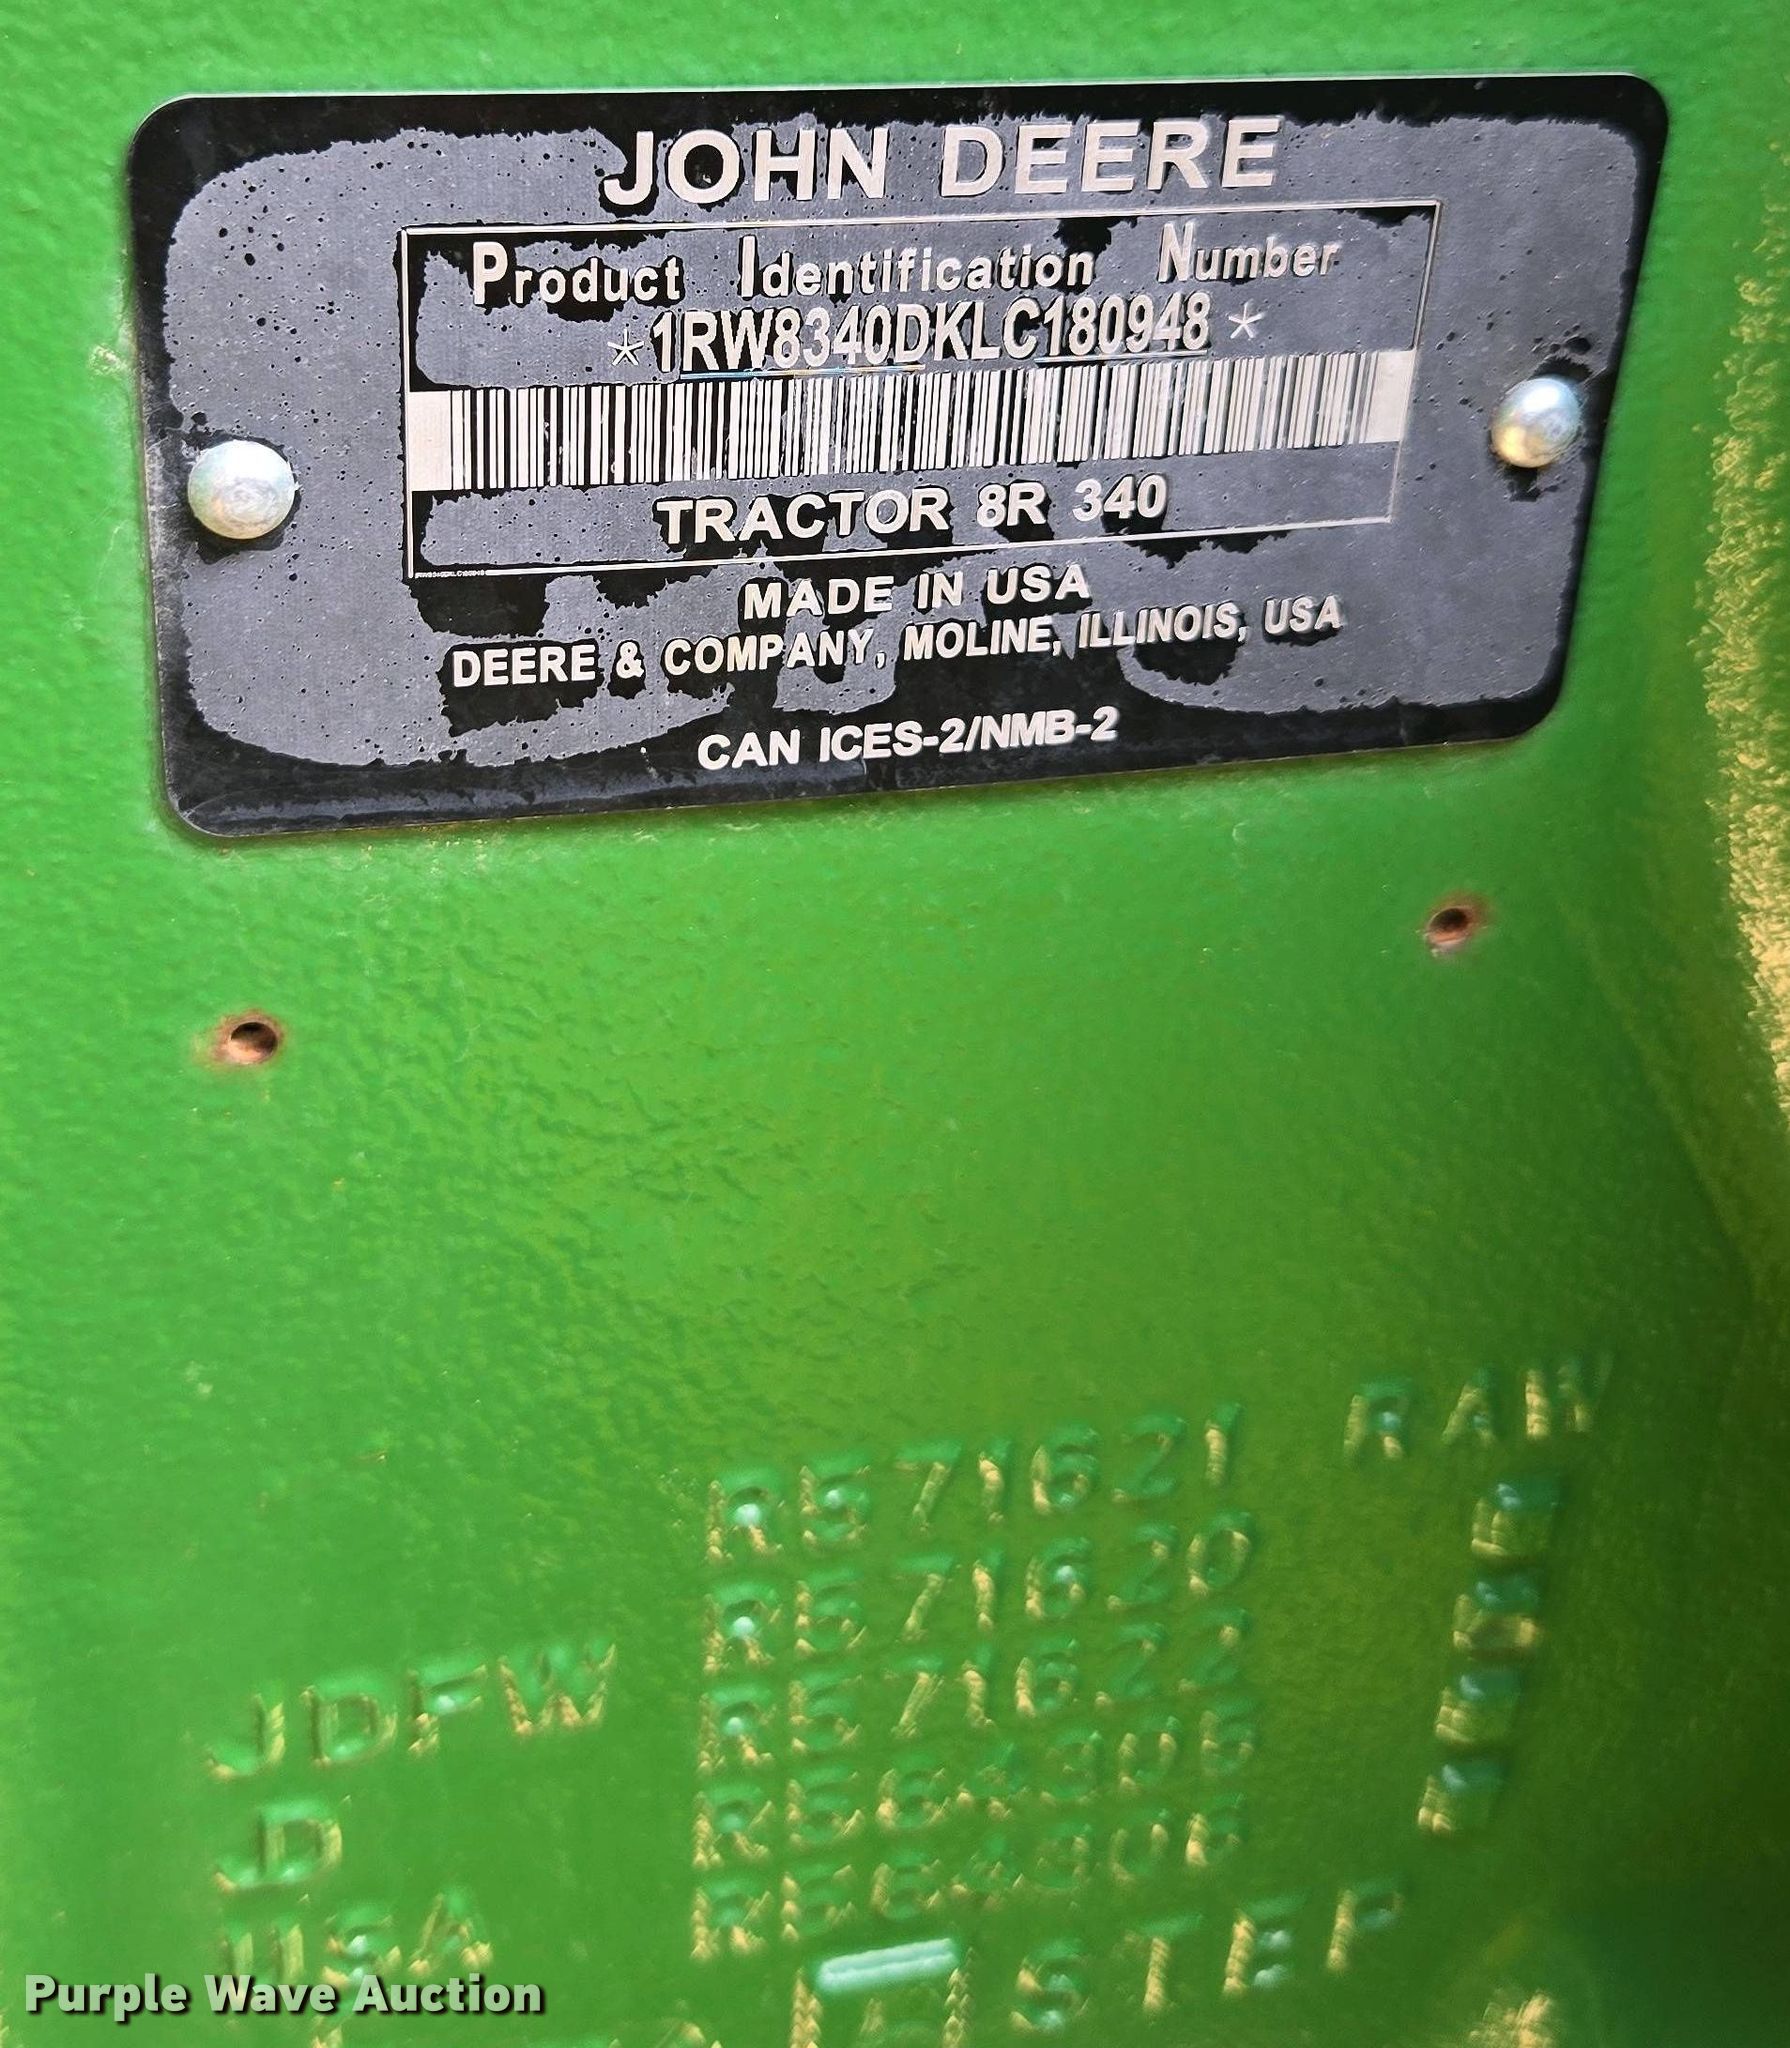 JOHN DEERE
Product Identification Number
*1RW8340DKLC180948*
TRACTOR 8R 340
MADE IN USA
DEERE & COMPANY, MOLINE, ILLINOIS, USA
CAN ICES-2/NMB-2
R571621 RAW
R571620
R571622
JDFW
D
USA
STEP
Purple Wave Auction